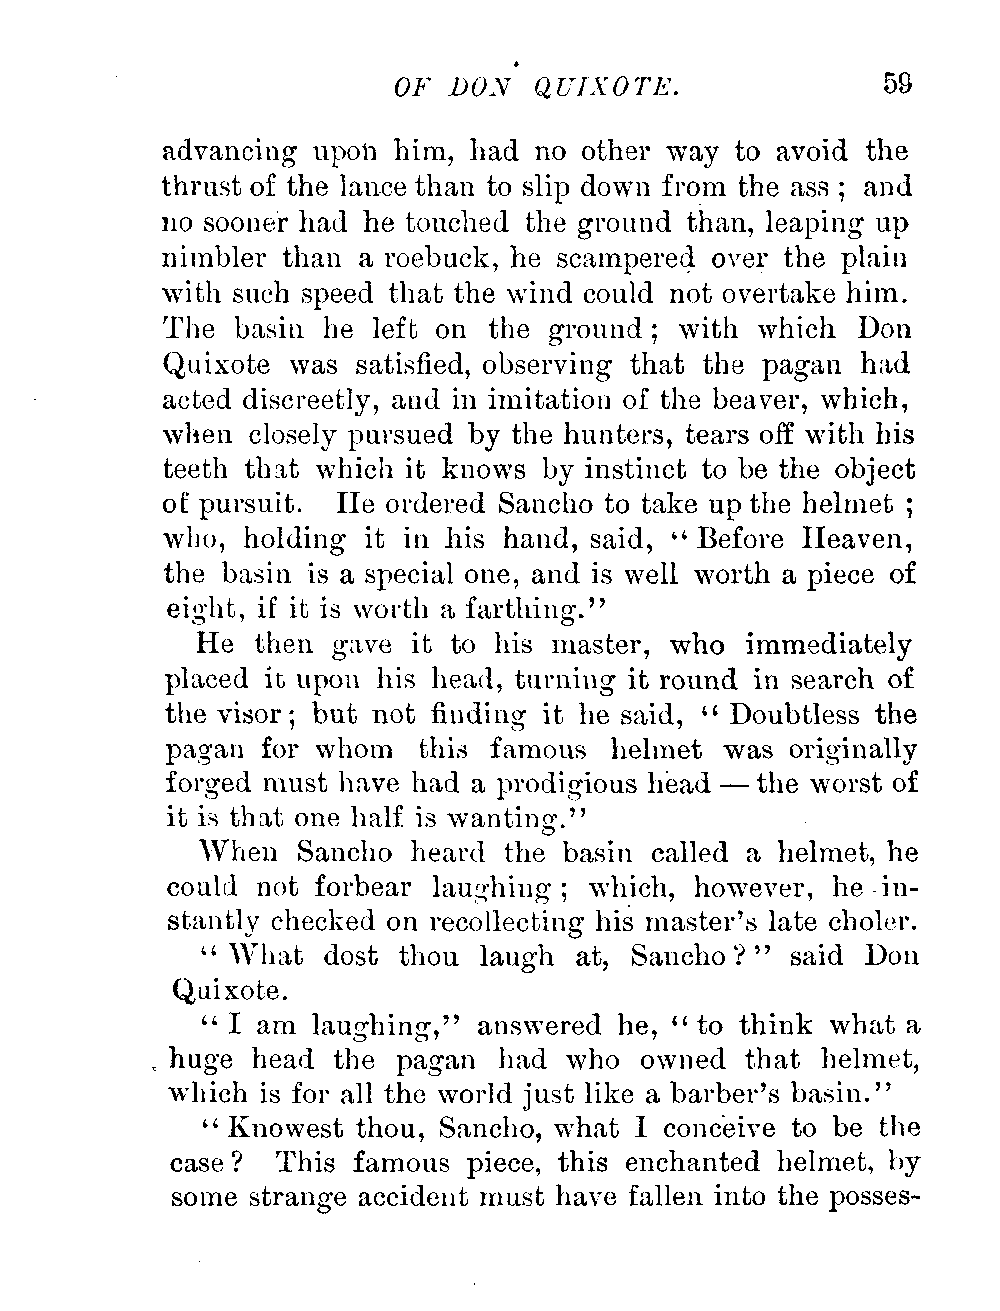 OF DON QUIXOTE. 59
advancing upon him, had no other way to avoid the
thrust of the lance than to slip down from the ass ; and
no sooner had he touched the ground than, leaping up
nimbler than a roebuck, he scampered over the plain
with such speed that the wind could not overtake him.
The basin he left on the ground ; with which Don
Quixote was satisfied, observing that the pagan had
acted discreetly, and in imitation of the beaver, which,
when closely pursued by the hunters, tears off with his
teeth that which it knows by instinct to be the object
of pursuit. He ordered Sancho to take up the helmet ;
who, holding it in his hand, said, “ Before Heaven,
the basin is a special one, and is well worth a piece of
eight, if it is worth a farthing.”
He then gave it to his master, who immediately
placed it upon his head, turning it round in search of
the visor ; but not finding it he said, “ Doubtless the
pagan for whom this famous helmet was originally
forged must have had a prodigious head — the worst of
it is that one half is wanting.”
When Sancho heard the basin called a helmet, he
could not forbear laughing ; which, however, he in-
stantly checked on recollecting his master’s late choler.
“ What dost thou laugh at, Sancho ? ” said Don
Quixote.
“ I am laughing,” answered he, “ to think what a
huge head the pagan had who owned that helmet,
which is for all the world just like a barber’s basin.”
“ Knowest thou, Sancho, what I conceive to be the
case ? This famous piece, this enchanted helmet, by
some strange accident must have fallen into the posses-